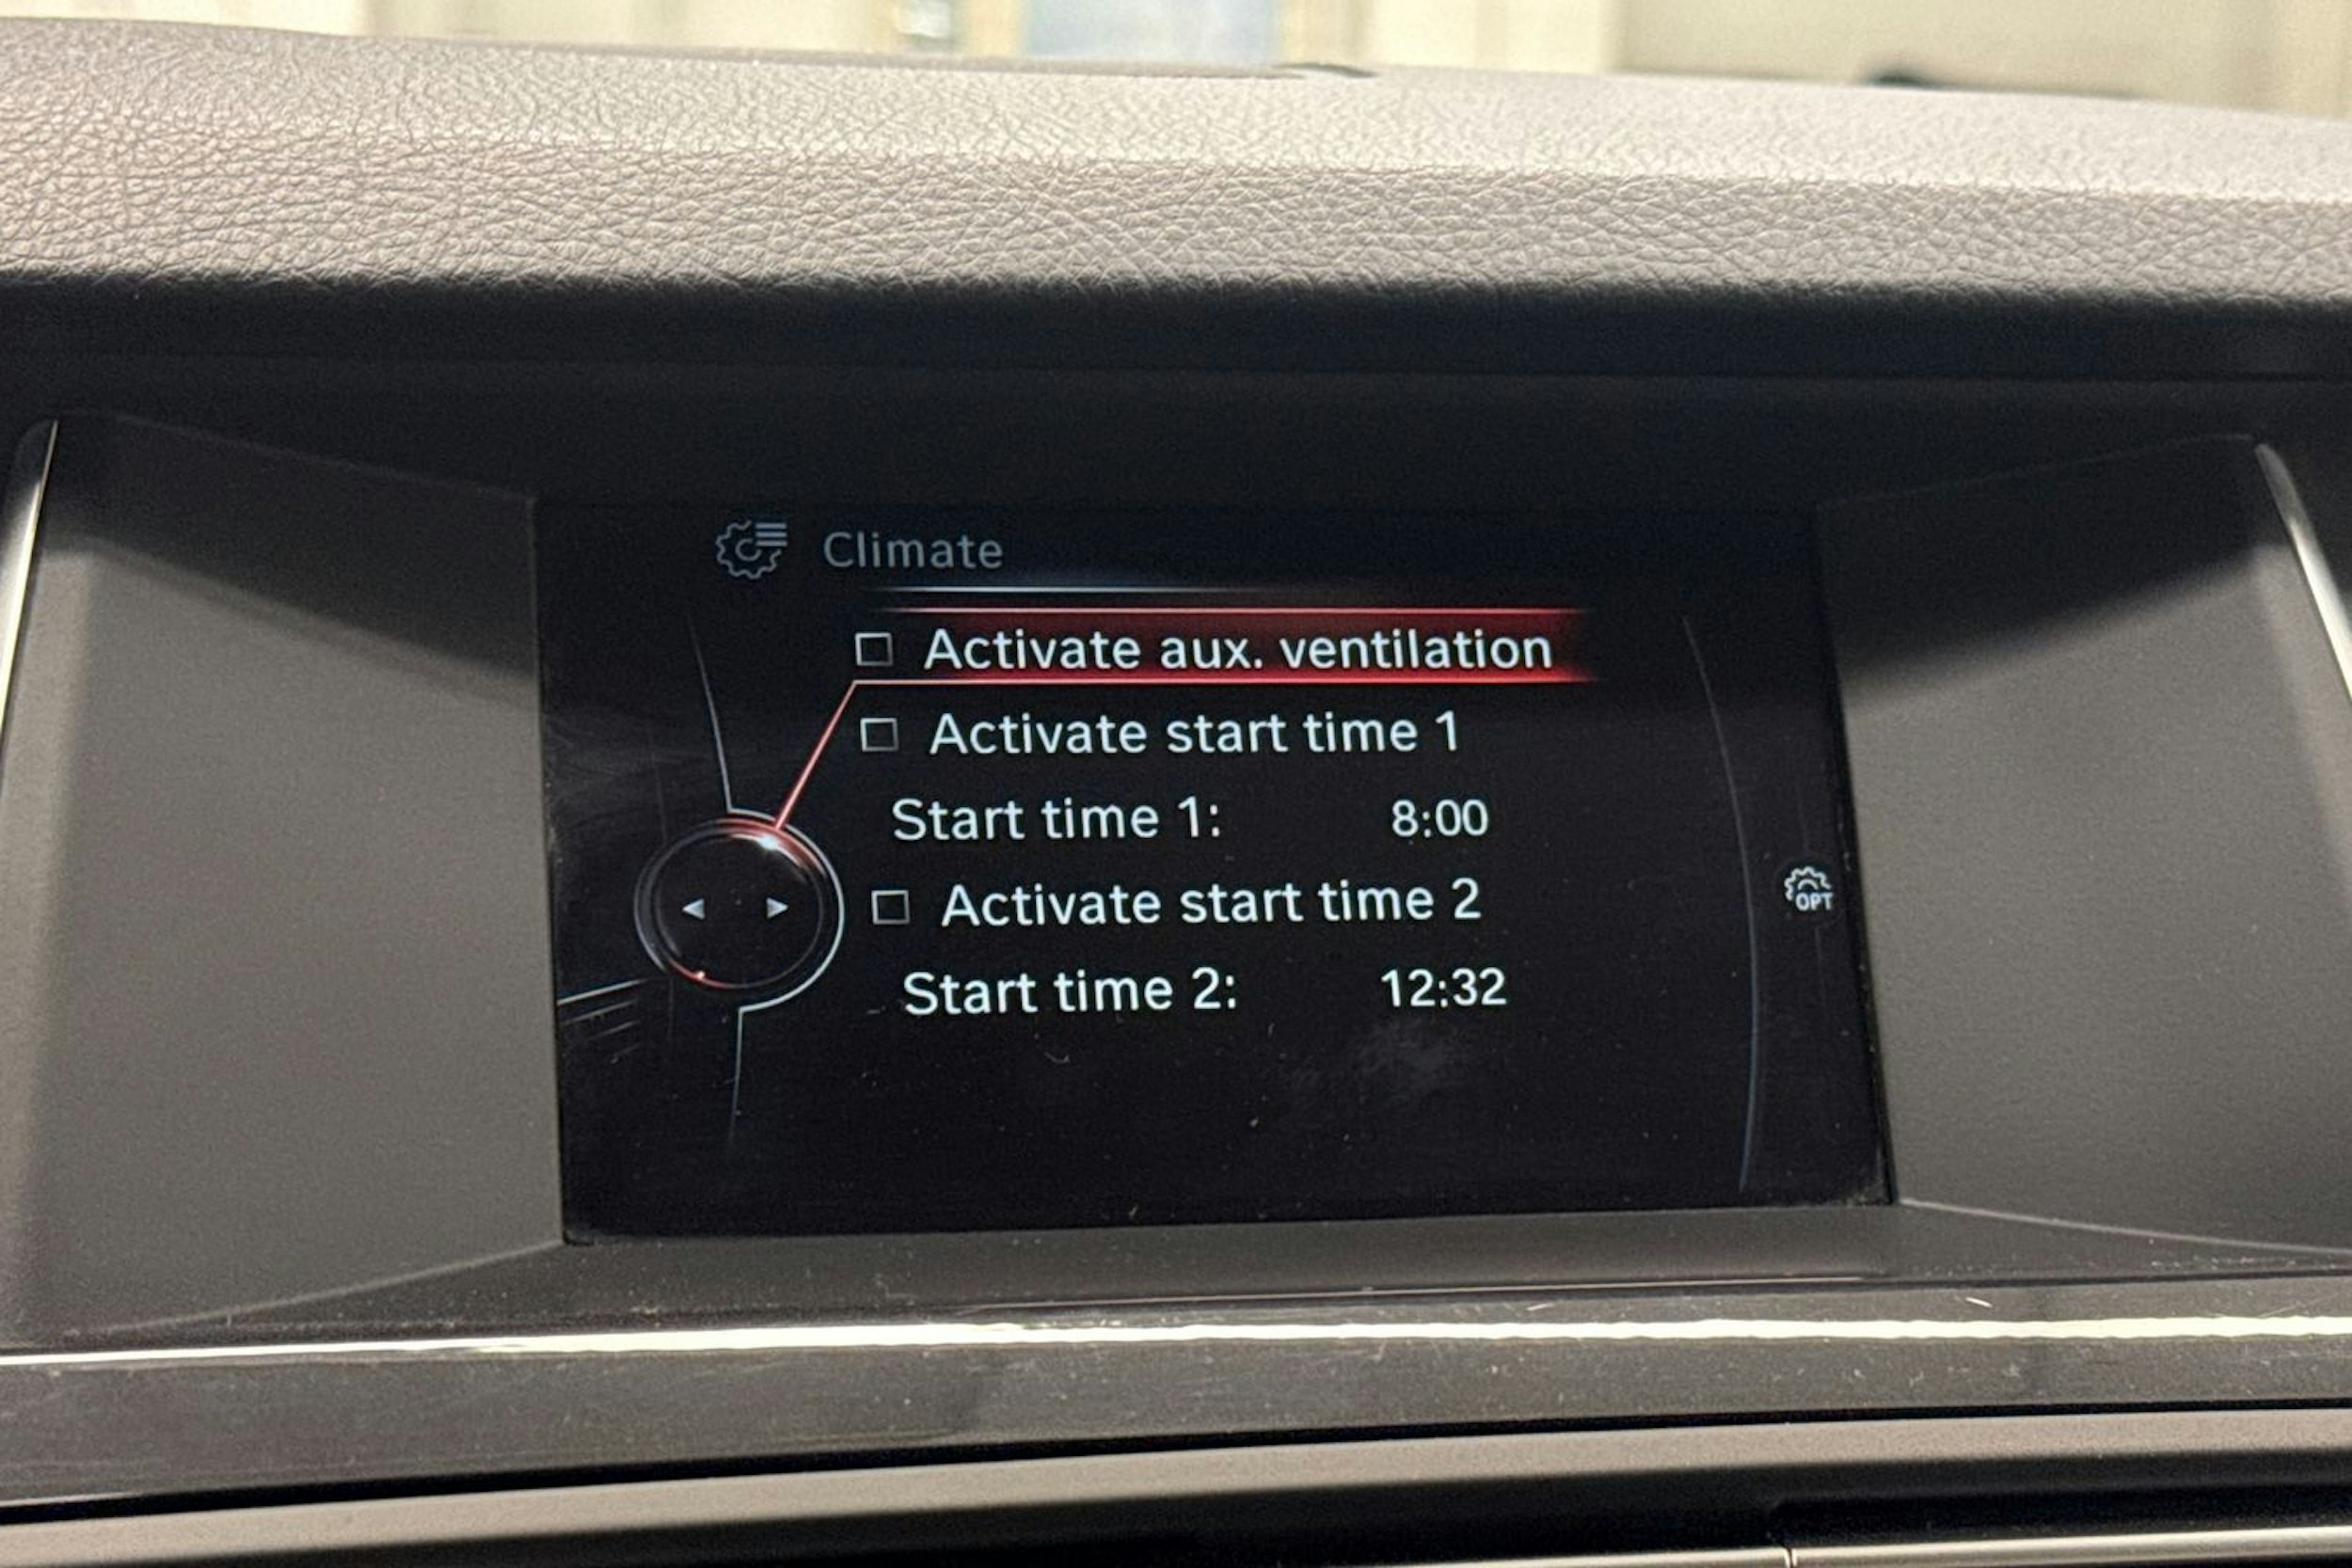 Climate
Activate aux. ventilation
Activate start time 1
Start time 1: 8:00
Activate start time 2
Start time 2: 12:32
OPT